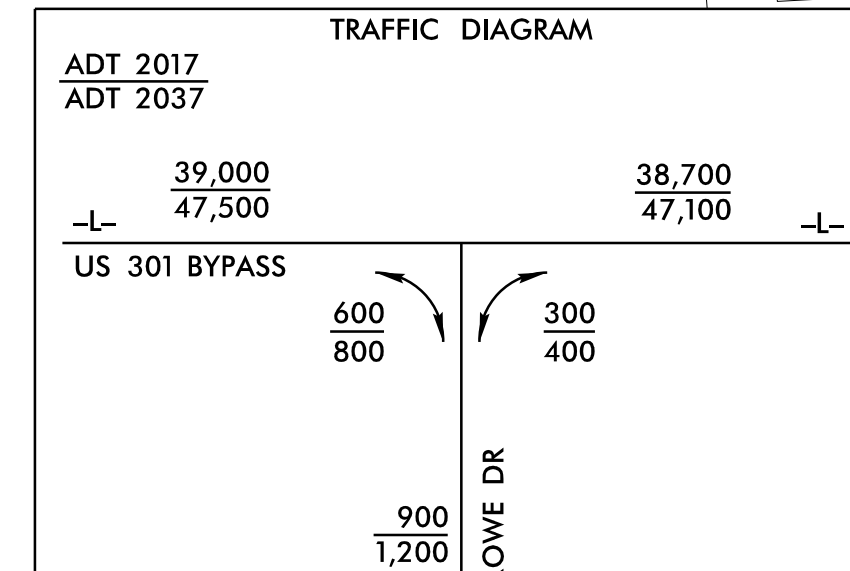 TRAFFIC DIAGRAM
ADT 2017
ADT 2037
39,000
47,500
38,700
47,100
–L–
–L–
US 301 BYPASS
600
800
300
400
900
1,200
DR